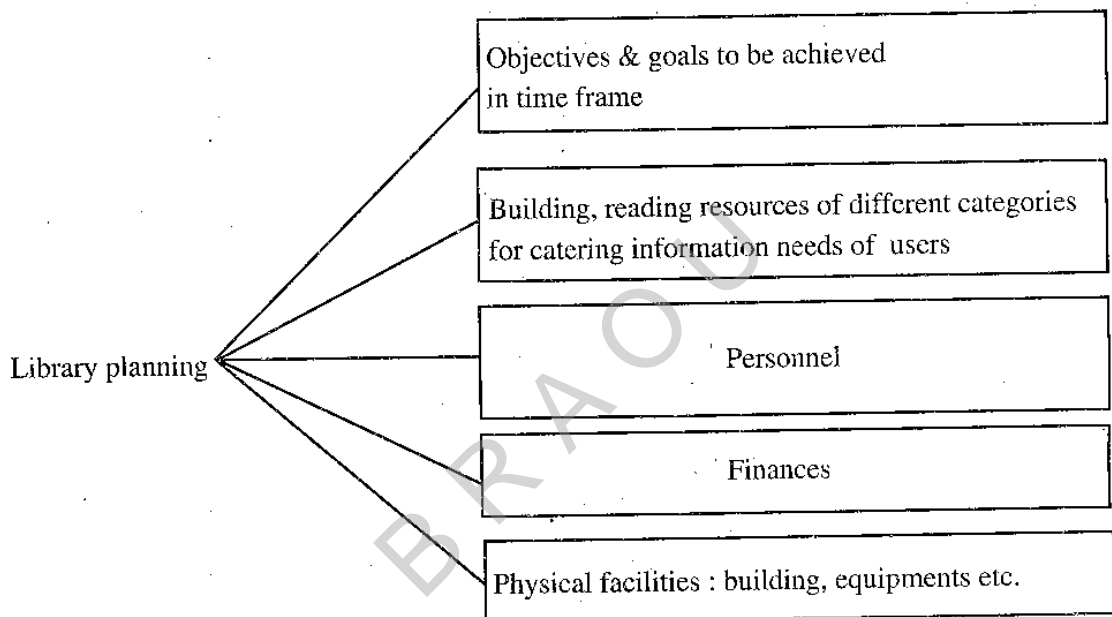 Objectives & goals to be achieved
in time frame
Building, reading resources of different categories
for catering information needs of users
Library planning
Personnel
Finances
Physical facilities : building, equipments etc.
BRAOU